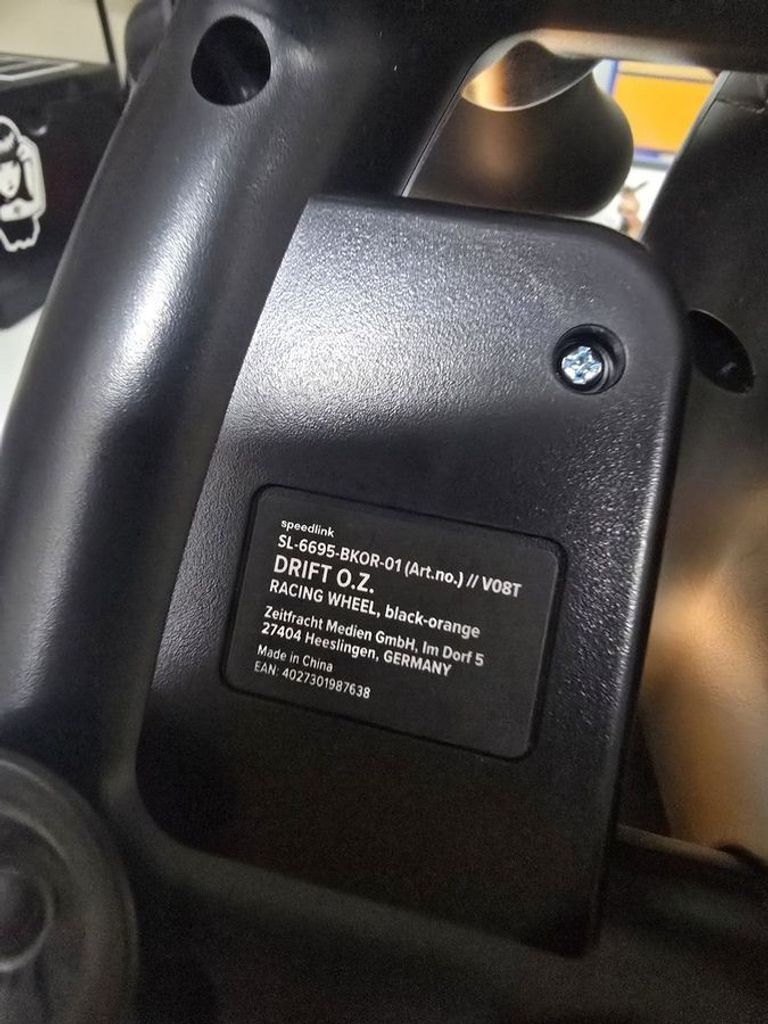 speedlink
SL-6695-BKOR-01 (Art.no.) // V08T
DRIFT O.Z.
RACING WHEEL, black-orange
Zeitfracht Medien GmbH, Im Dorf 5
27404 Heeslingen, GERMANY
Made in China
EAN: 4027301987638